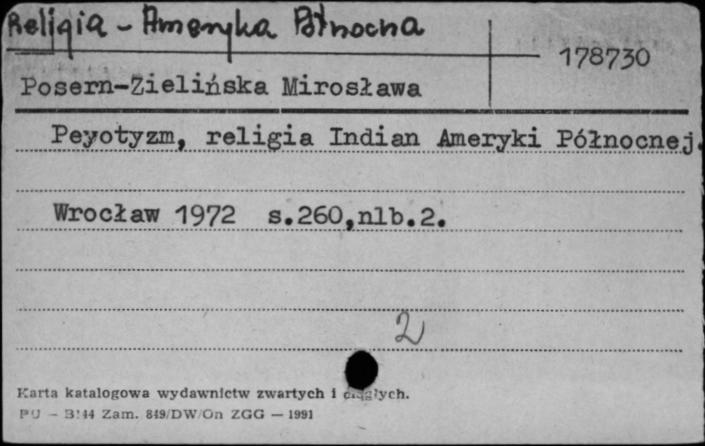 Religia - Ameryka Północna
178730
Posern-Zielińska Mirosława
Peyotyzm, religia Indian Ameryki Północnej.
Wrocław 1972 s.260,nlb.2.
2
Karta katalogowa wydawnictw zwartych i ciągłych.
PU - B!44 Zam. 849/DW/On ZGG — 1991